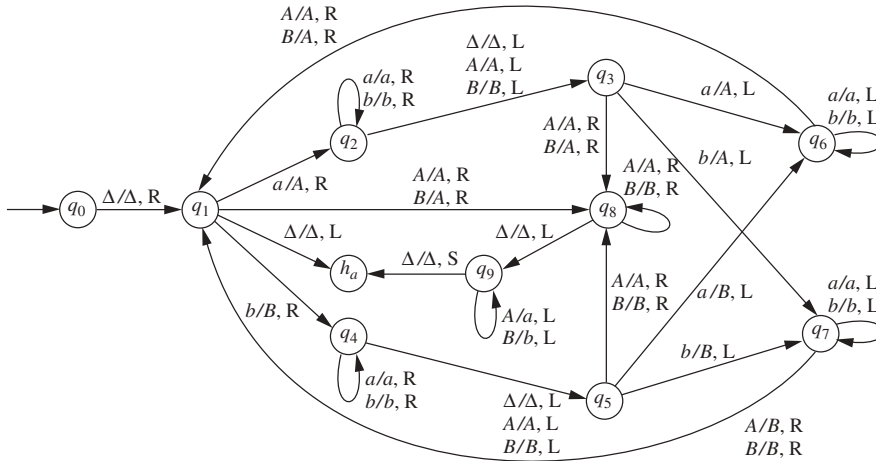 A/A, R
B/A, R
Δ/Δ, L
A/A, L
B/B, L
q3
a/a, R
b/b, R
a/A, L
a/a, L
b/b, L
q2
A/A, R
B/A, R
q6
b/A, L
a/A, R
A/A, R
B/A, R
A/A, R
B/B, R
q0
Δ/Δ, R
q1
q8
Δ/Δ, L
Δ/Δ, L
Δ/Δ, S
ha
q9
A/A, R
B/B, R
a/B, L
a/a, L
b/b, L
b/B, R
A/a, L
B/b, L
q4
q7
b/B, L
a/a, R
b/b, R
q5
Δ/Δ, L
A/A, L
B/B, L
A/B, R
B/B, R